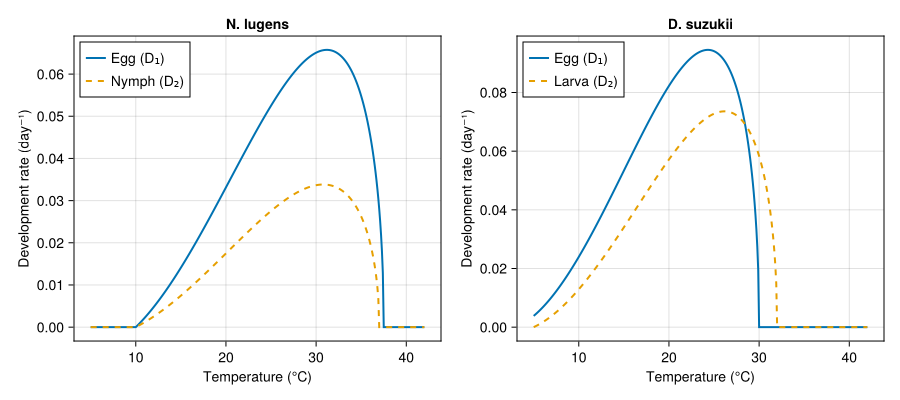 N. lugens
Egg (D₁)
Nymph (D₂)
0.06
0.05
0.04
0.03
0.02
0.01
0.00
Development rate (day⁻¹)
10 20 30 40
Temperature (°C)
D. suzukii
Egg (D₁)
Larva (D₂)
0.08
0.06
0.04
0.02
0.00
Development rate (day⁻¹)
10 20 30 40
Temperature (°C)